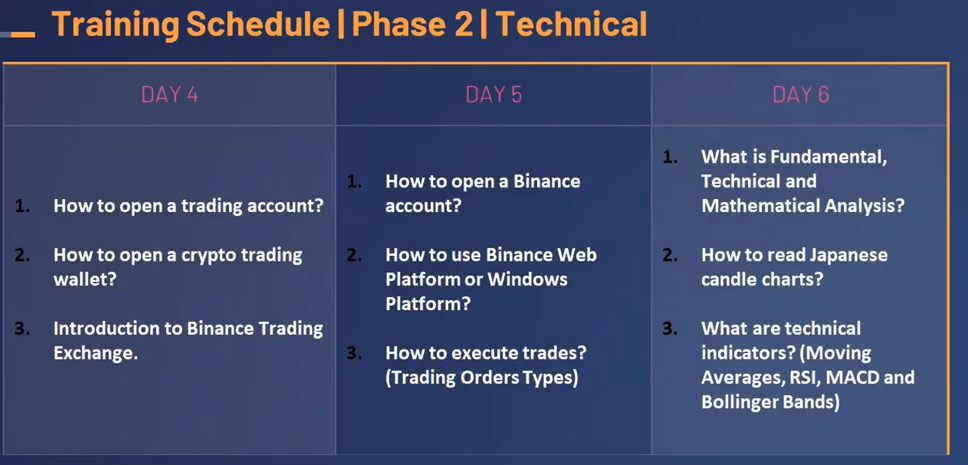 Training Schedule | Phase 2 | Technical
DAY 4
1. How to open a trading account?
2. How to open a crypto trading
wallet?
3. Introduction to Binance Trading
Exchange.
DAY 5
1. How to open a Binance
account?
2. How to use Binance Web
Platform or Windows
Platform?
3. How to execute trades?
(Trading Orders Types)
DAY 6
1. What is Fundamental,
Technical and
Mathematical Analysis?
2. How to read Japanese
candle charts?
3. What are technical
indicators? (Moving
Averages, RSI, MACD and
Bollinger Bands)